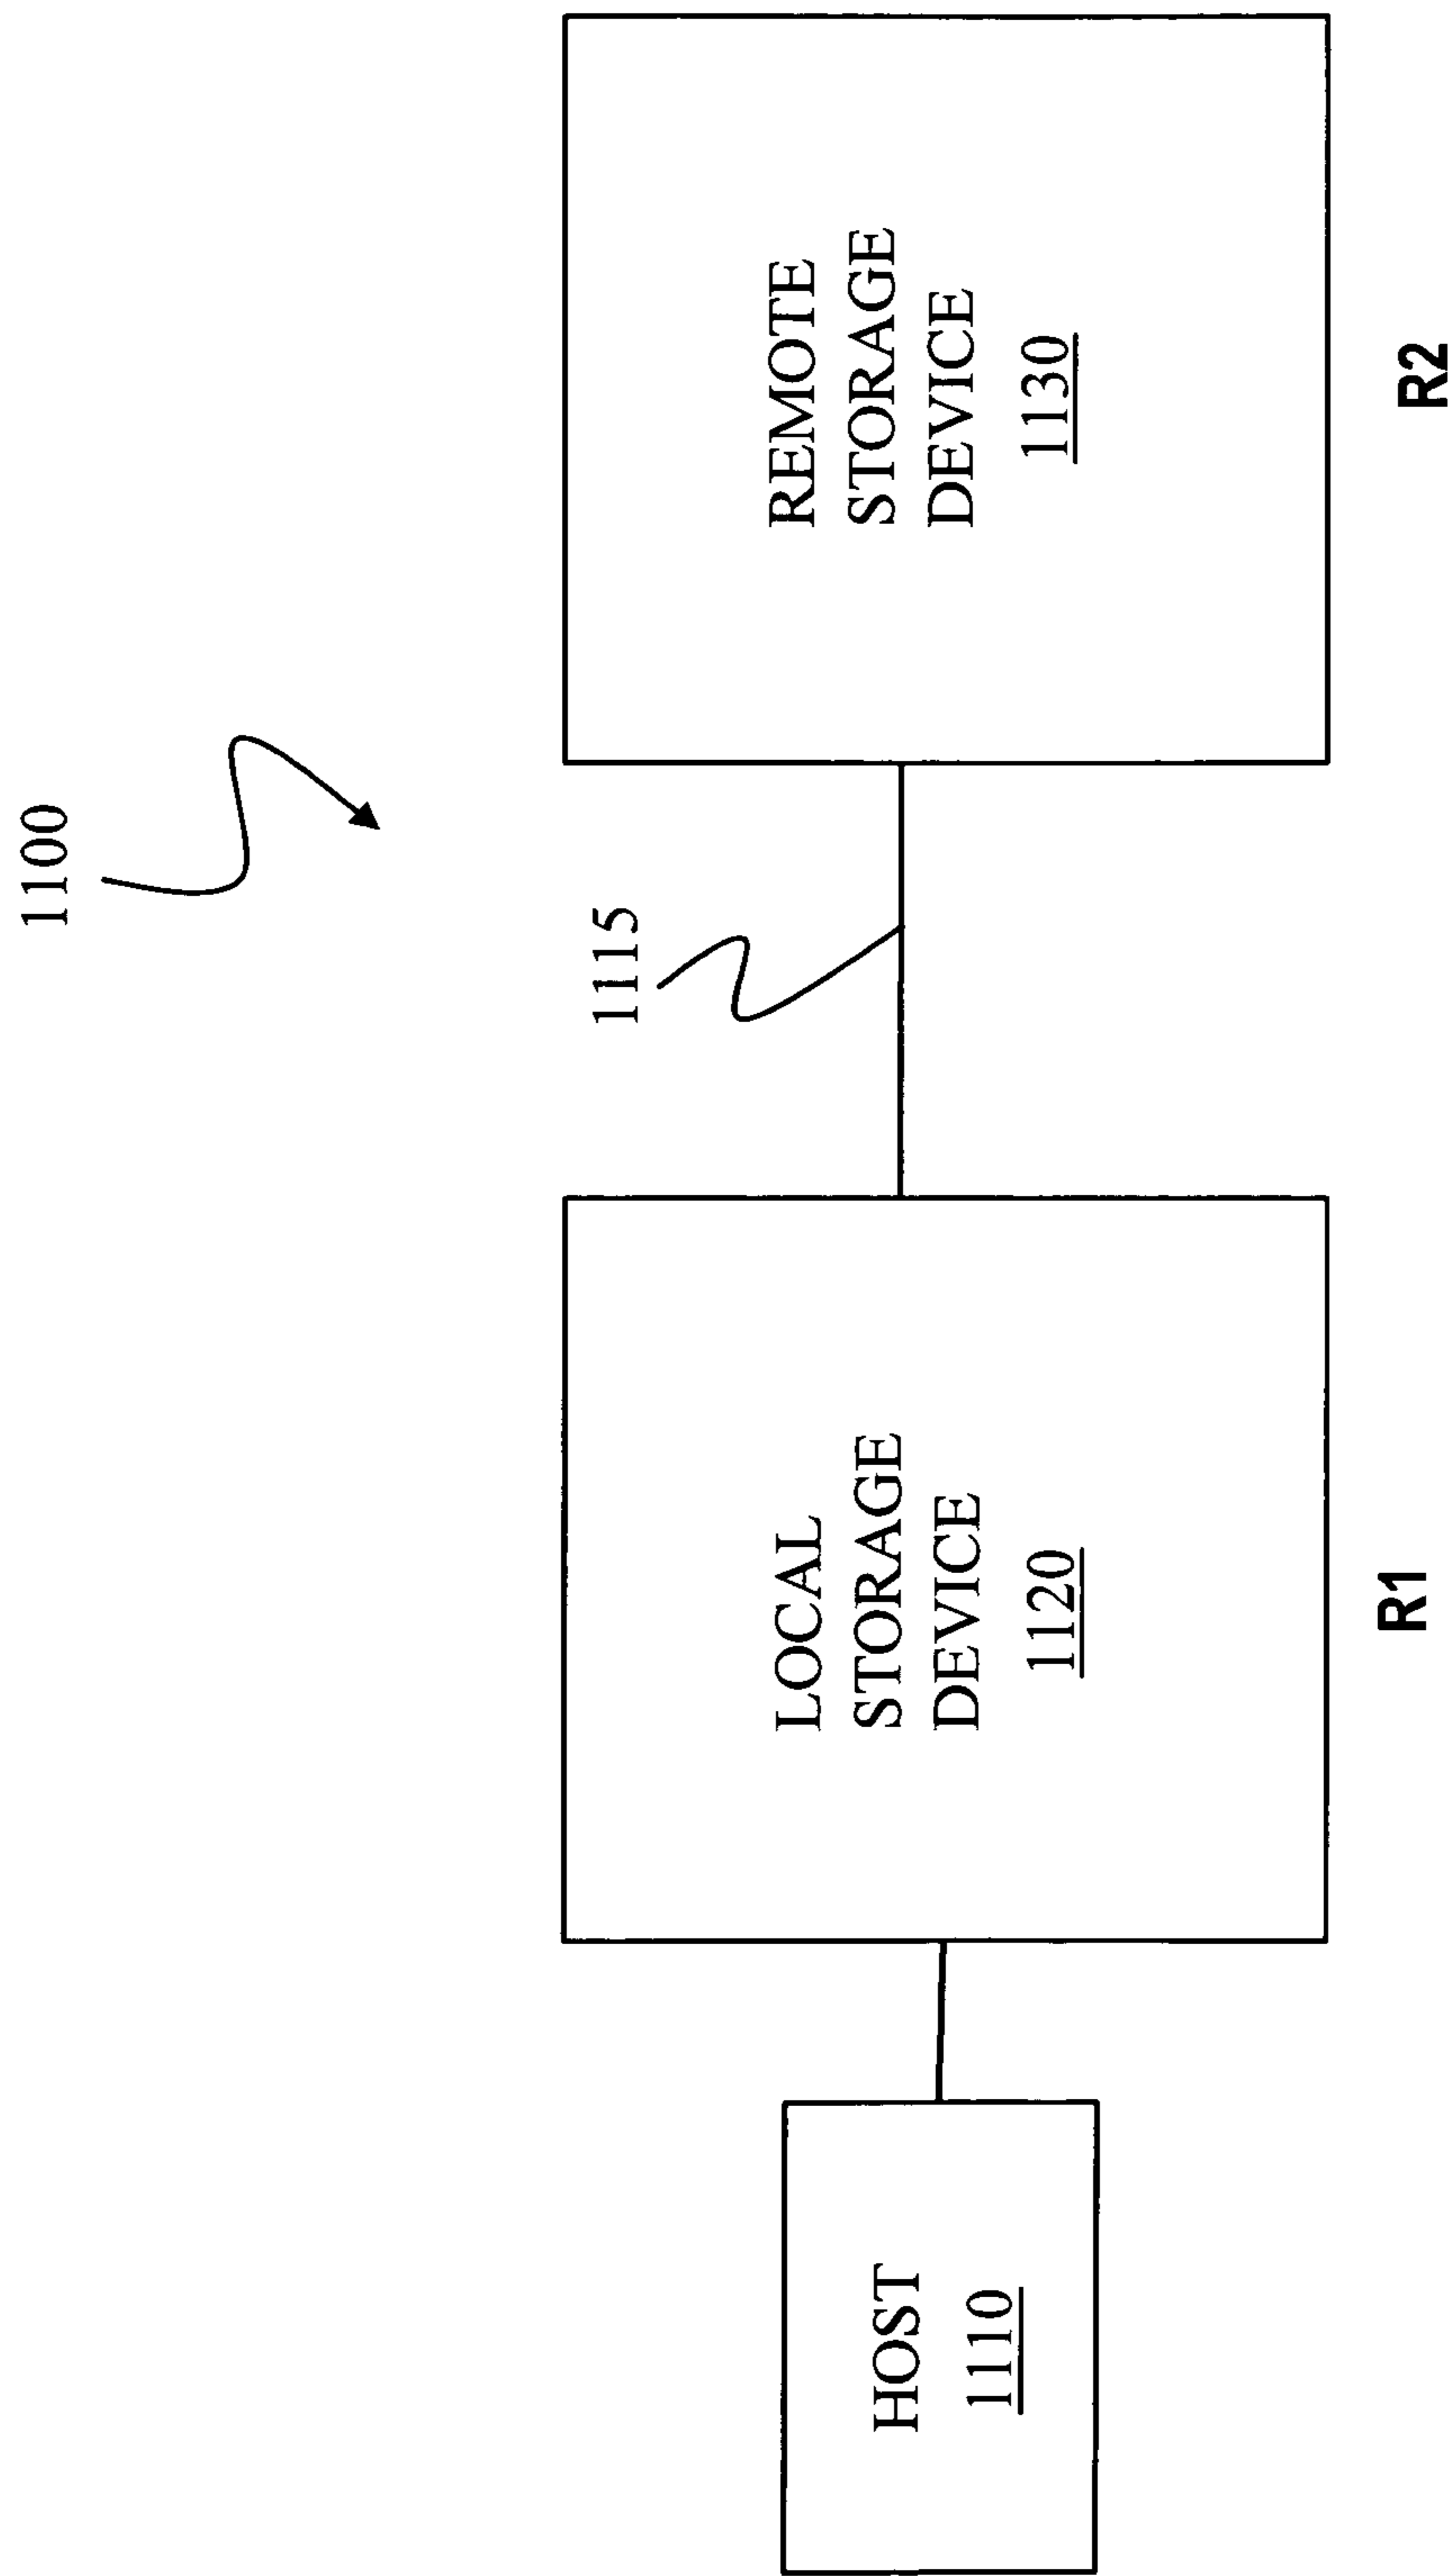 1100
1115
HOST
1110
LOCAL
STORAGE
DEVICE
1120
R1
REMOTE
STORAGE
DEVICE
1130
R2